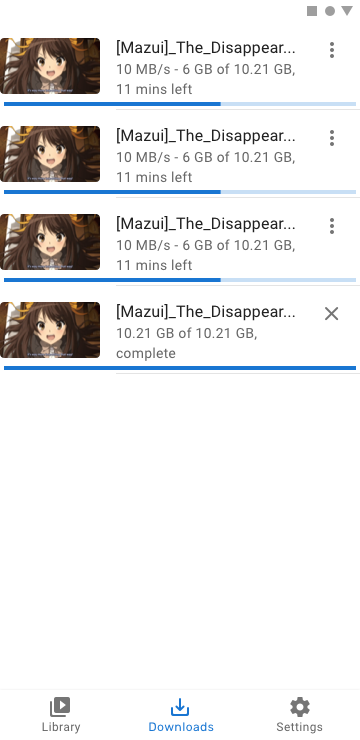 [Mazui]_The_Disappear...
10 MB/s - 6 GB of 10.21 GB,
11 mins left
[Mazui]_The_Disappear...
10 MB/s - 6 GB of 10.21 GB,
11 mins left
[Mazui]_The_Disappear...
10 MB/s - 6 GB of 10.21 GB,
11 mins left
[Mazui]_The_Disappear...
10.21 GB of 10.21 GB,
complete
Library
Downloads
Settings